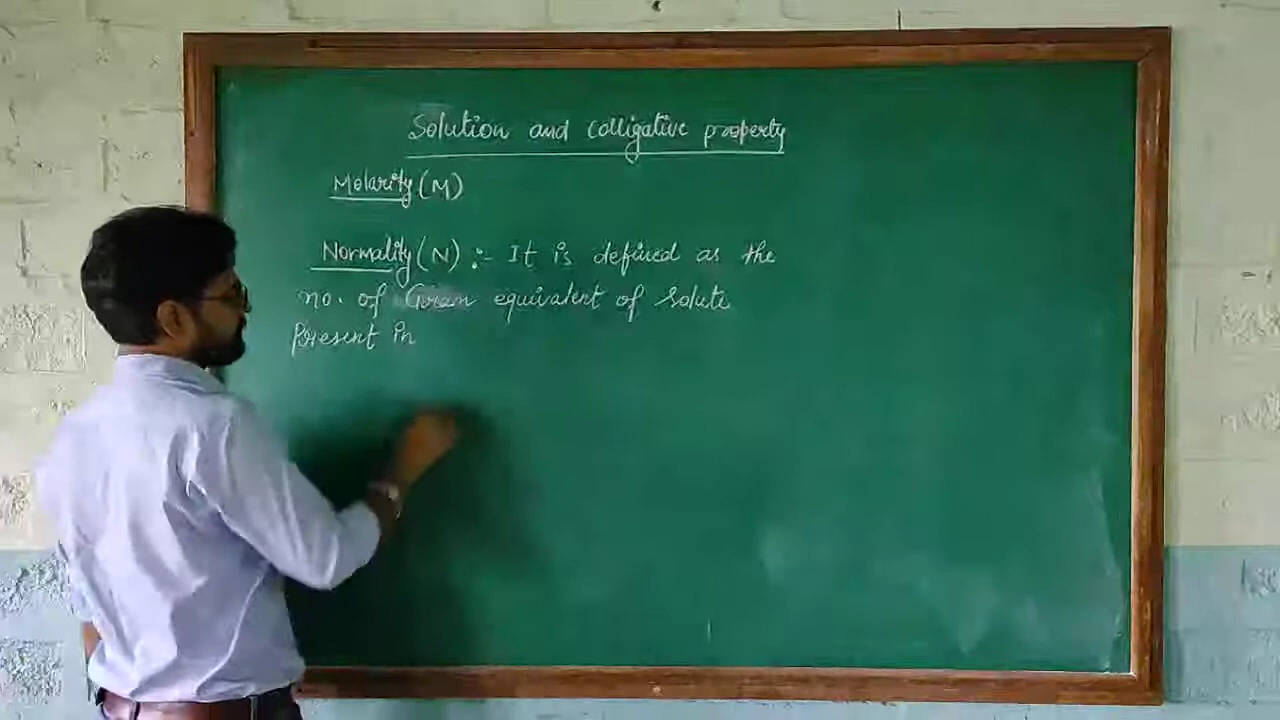 Solution and colligative property
Molarity (M)
Normality (N) :- It is defined as the
no. of Gram equivalent of solute
Present in